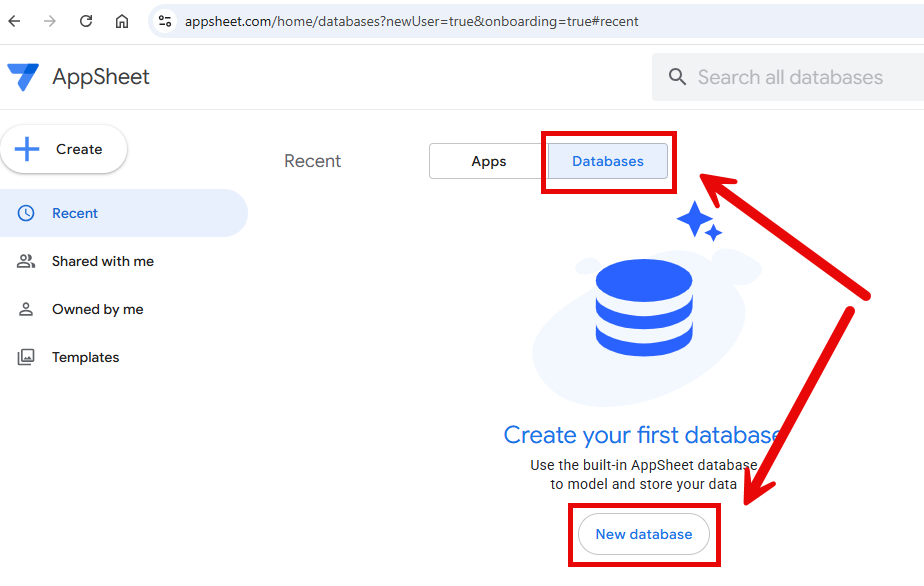 appsheet.com/home/databases?newUser=true&onboarding=true#recent
AppSheet
Search all databases
Create
Recent
Apps
Databases
Recent
Shared with me
Owned by me
Templates
Create your first database
Use the built-in AppSheet database
to model and store your data
New database